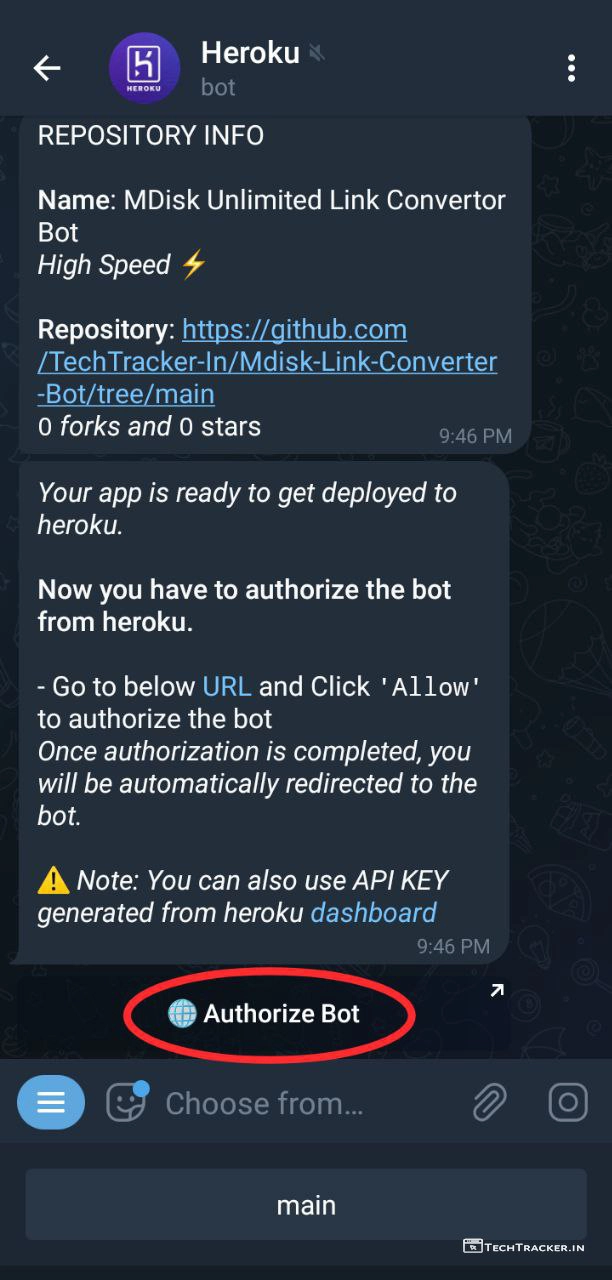 Heroku
bot
HEROKU
REPOSITORY INFO
Name: MDisk Unlimited Link Convertor
Bot
High Speed ⚡
Repository: https://github.com
/TechTracker-In/Mdisk-Link-Converter
-Bot/tree/main
0 forks and 0 stars
9:46 PM
Your app is ready to get deployed to
heroku.
Now you have to authorize the bot
from heroku.
- Go to below URL and Click 'Allow'
to authorize the bot
Once authorization is completed, you
will be automatically redirected to the
bot.
⚠️ Note: You can also use API KEY
generated from heroku dashboard
9:46 PM
🌐 Authorize Bot
Choose from...
main
TECHTRACKER.IN